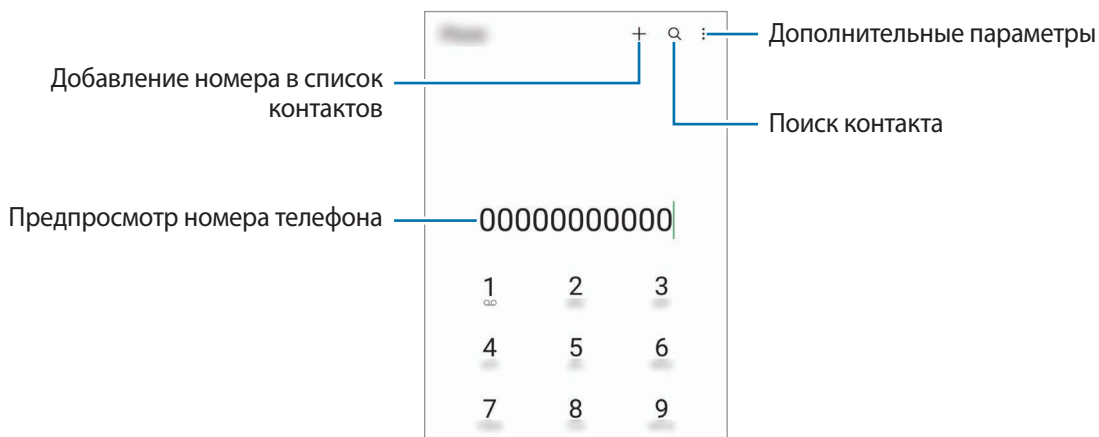 Дополнительные параметры
Добавление номера в список
контактов
Поиск контакта
Предпросмотр номера телефона
00000000000
1 2 3
4 5 6
7 8 9